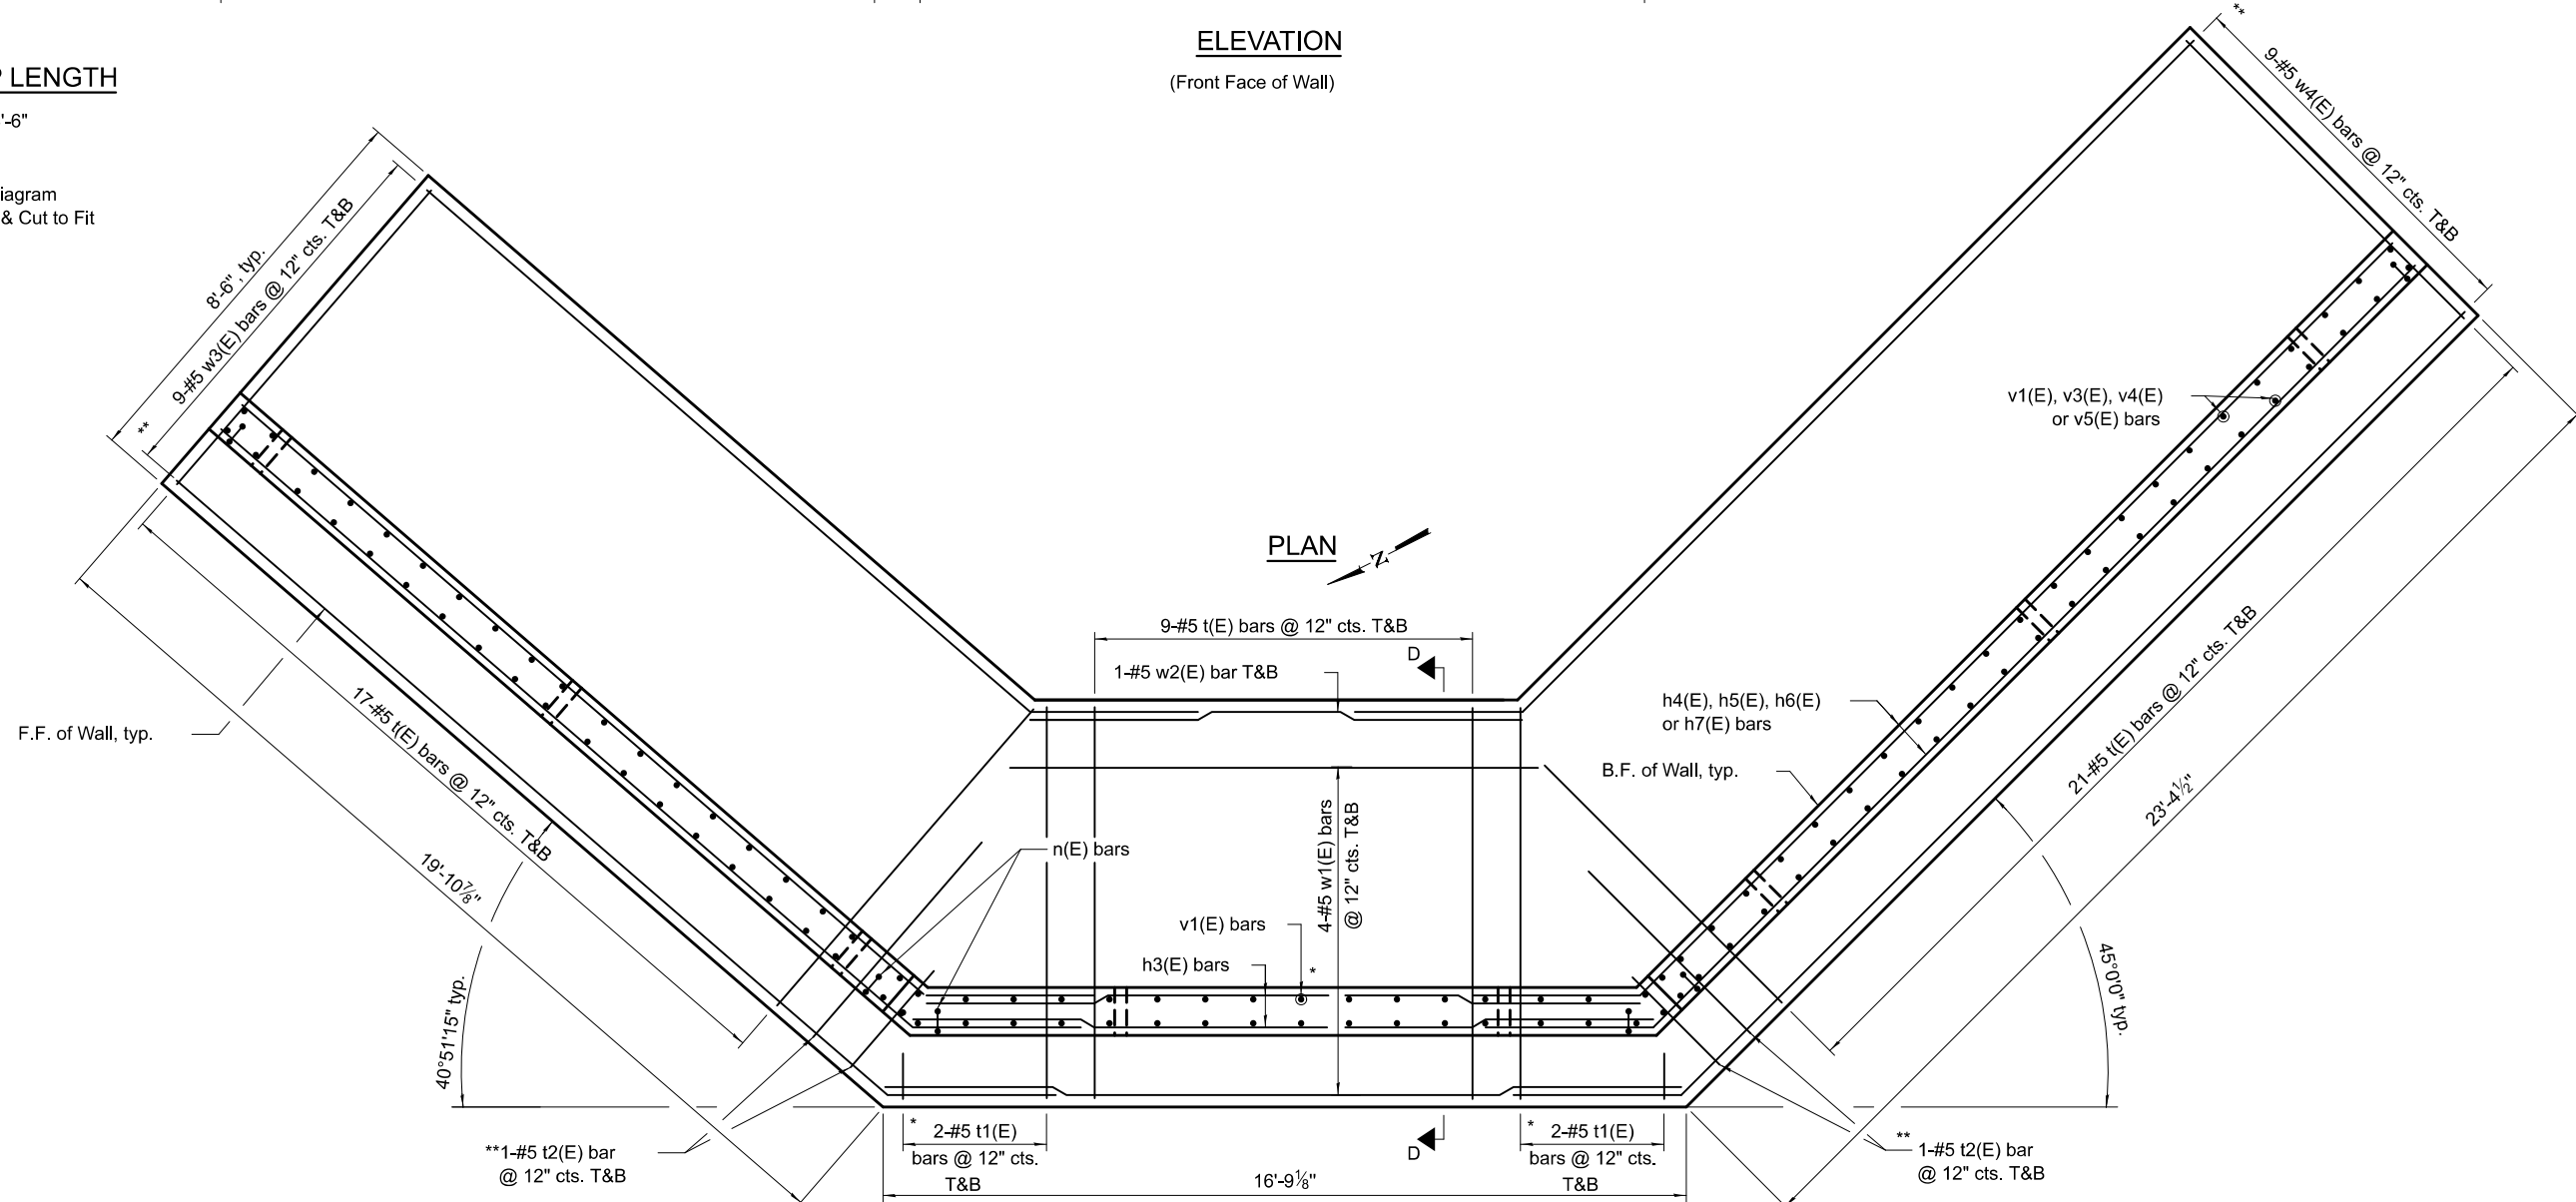 ELEVATION
(Front Face of Wall)
LENGTH
'-6"
iagram
& Cut to Fit
**
9-#5 w4(E) bars @ 12" cts. T&B
8'-6", typ.
9-#5 w3(E) bars @ 12" cts. T&B
**
v1(E), v3(E), v4(E)
or v5(E) bars
PLAN
N
9-#5 t(E) bars @ 12" cts. T&B
D
1-#5 w2(E) bar T&B
17-#5 t(E) bars @ 12" cts. T&B
21-#5 t(E) bars @ 12" cts. T&B
F.F. of Wall, typ.
h4(E), h5(E), h6(E)
or h7(E) bars
B.F. of Wall, typ.
23'-4½"
19'-10⅞"
n(E) bars
4-#5 w1(E) bars
@ 12" cts. T&B
v1(E) bars
h3(E) bars
*
40°51'15" typ.
45°0'0" typ.
**1-#5 t2(E) bar
@ 12" cts. T&B
* 2-#5 t1(E)
bars @ 12" cts.
T&B
16'-9⅛"
D
* 2-#5 t1(E)
bars @ 12" cts.
T&B
** 1-#5 t2(E) bar
@ 12" cts. T&B